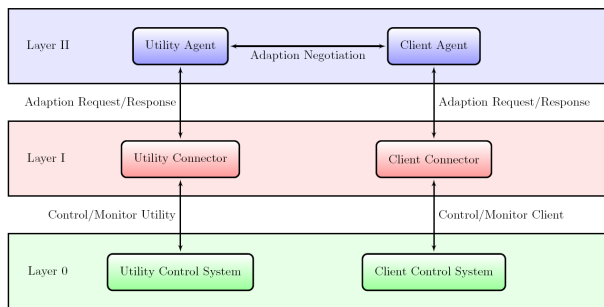 Layer II
Utility Agent
Client Agent
Adaption Negotiation
Adaption Request/Response
Adaption Request/Response
Layer I
Utility Connector
Client Connector
Control/Monitor Utility
Control/Monitor Client
Layer 0
Utility Control System
Client Control System